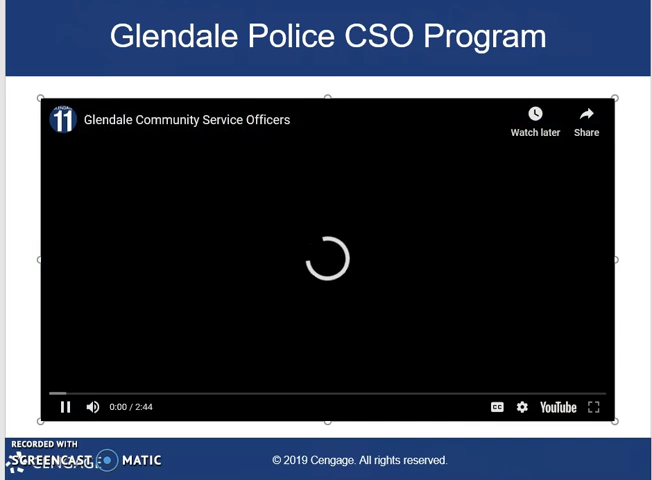 Glendale Police CSO Program
11
Glendale Community Service Officers
Watch later
Share
0:00 / 2:44
CC
YouTube
RECORDED WITH
SCREENCAST MATIC
CENGAGE
© 2019 Cengage. All rights reserved.